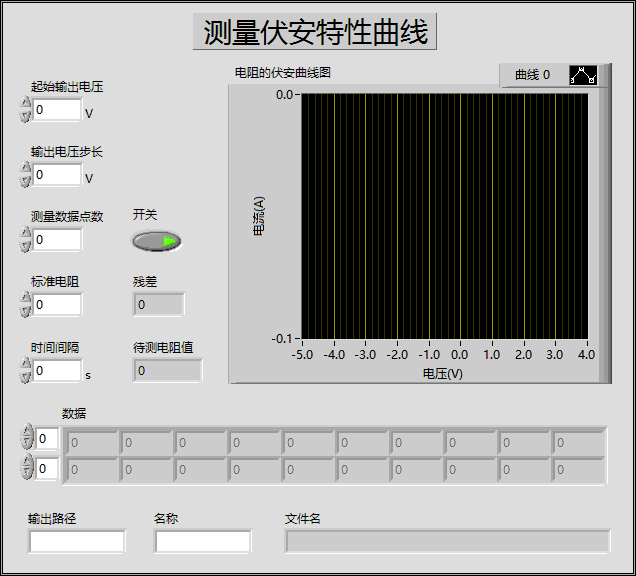 测量伏安特性曲线
电阻的伏安曲线图
曲线 0
起始输出电压
0 V
输出电压步长
0 V
测量数据点数
0
开关
标准电阻
0
残差
0
时间间隔
0 s
待测电阻值
0
电流(A)
0.0
-0.1
-5.0 -4.0 -3.0 -2.0 -1.0 0.0 1.0 2.0 3.0 4.0
电压(V)
数据
0 0 0 0 0 0 0 0 0 0 0
0 0 0 0 0 0 0 0 0 0 0
输出路径
名称
文件名